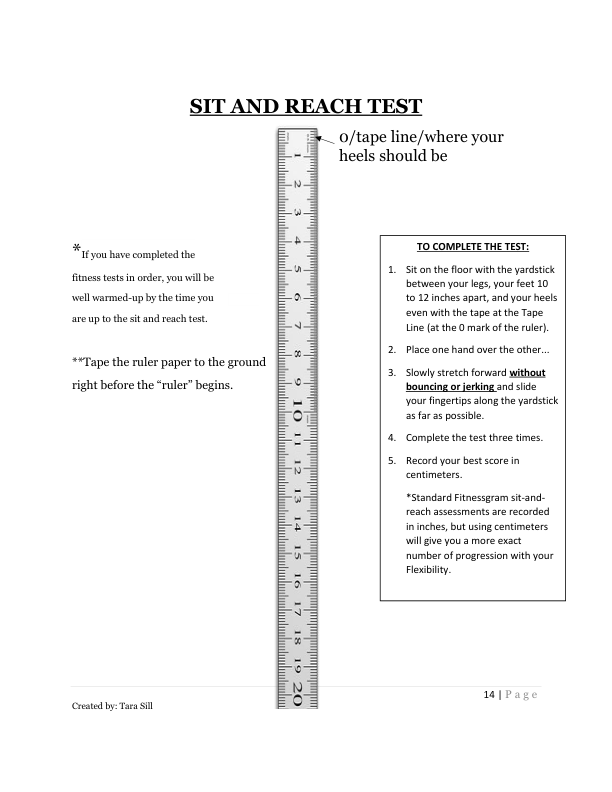 SIT AND REACH TEST
0/tape line/where your
heels should be
1
2
3
4
5
6
7
8
9
10
11
12
13
14
15
16
17
18
19
20
*If you have completed the
fitness tests in order, you will be
well warmed-up by the time you
are up to the sit and reach test.
**Tape the ruler paper to the ground
right before the “ruler” begins.
TO COMPLETE THE TEST:
1. Sit on the floor with the yardstick
between your legs, your feet 10
to 12 inches apart, and your heels
even with the tape at the Tape
Line (at the 0 mark of the ruler).
2. Place one hand over the other...
3. Slowly stretch forward without
bouncing or jerking and slide
your fingertips along the yardstick
as far as possible.
4. Complete the test three times.
5. Record your best score in
centimeters.
*Standard Fitnessgram sit-and-
reach assessments are recorded
in inches, but using centimeters
will give you a more exact
number of progression with your
Flexibility.
14 | Page
Created by: Tara Sill